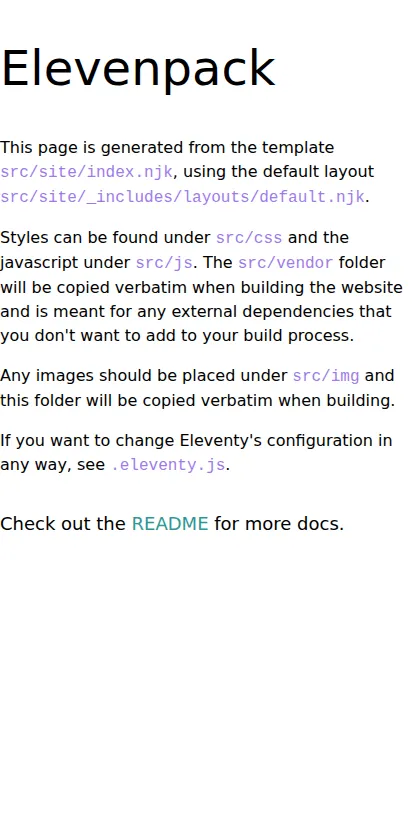 Elevenpack
This page is generated from the template
src/site/index.njk, using the default layout
src/site/_includes/layouts/default.njk.
Styles can be found under src/css and the
javascript under src/js. The src/vendor folder
will be copied verbatim when building the website
and is meant for any external dependencies that
you don't want to add to your build process.
Any images should be placed under src/img and
this folder will be copied verbatim when building.
If you want to change Eleventy's configuration in
any way, see .eleventy.js.
Check out the README for more docs.